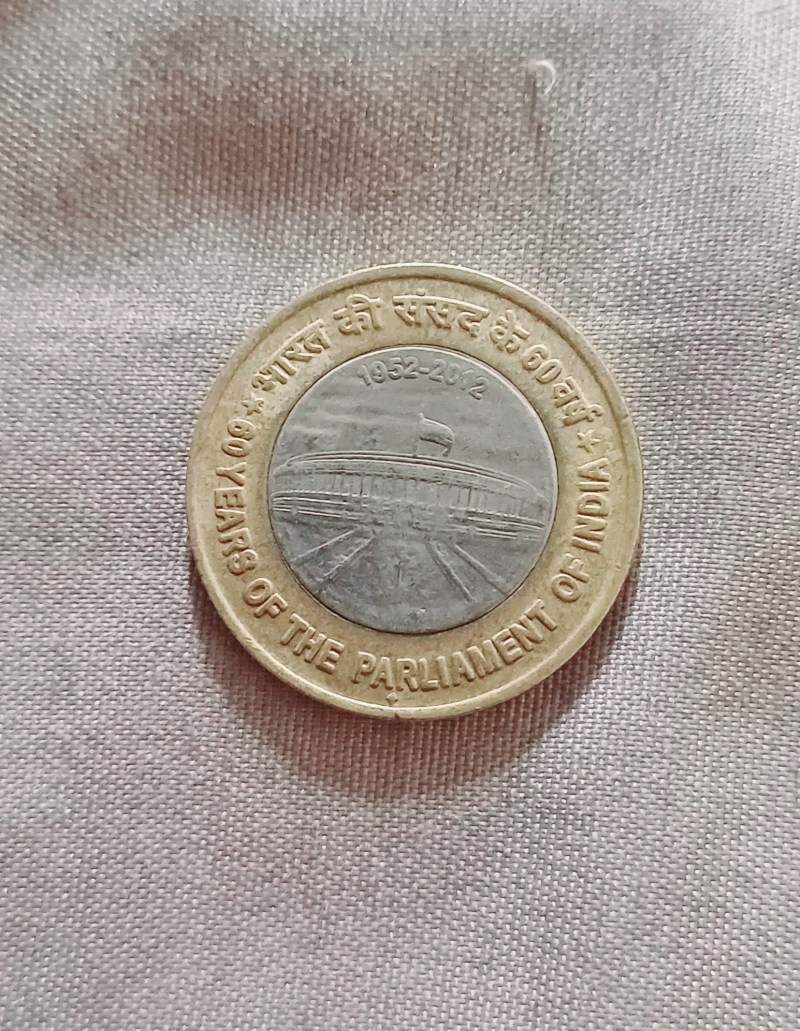 भारत की संसद के 60 वर्ष
1952-2012
60 YEARS OF THE PARLIAMENT OF INDIA